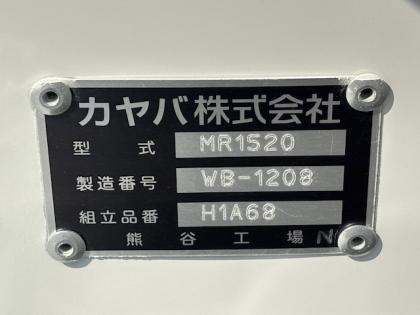 カヤバ株式会社
型 式 MR1520
製造番号 WB-1208
組立品番 H1A68
熊谷工場